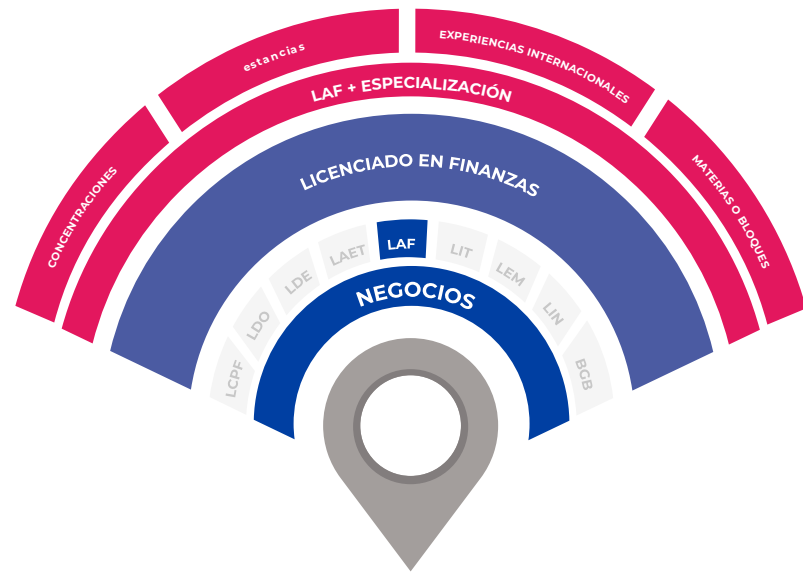 CONCENTRACIONES
estancias
EXPERIENCIAS INTERNACIONALES
MATERIAS O BLOQUES
LAF + ESPECIALIZACIÓN
LICENCIADO EN FINANZAS
LCPF
LDO
LDE
LAET
LAF
LIT
LEM
LIN
BGB
NEGOCIOS